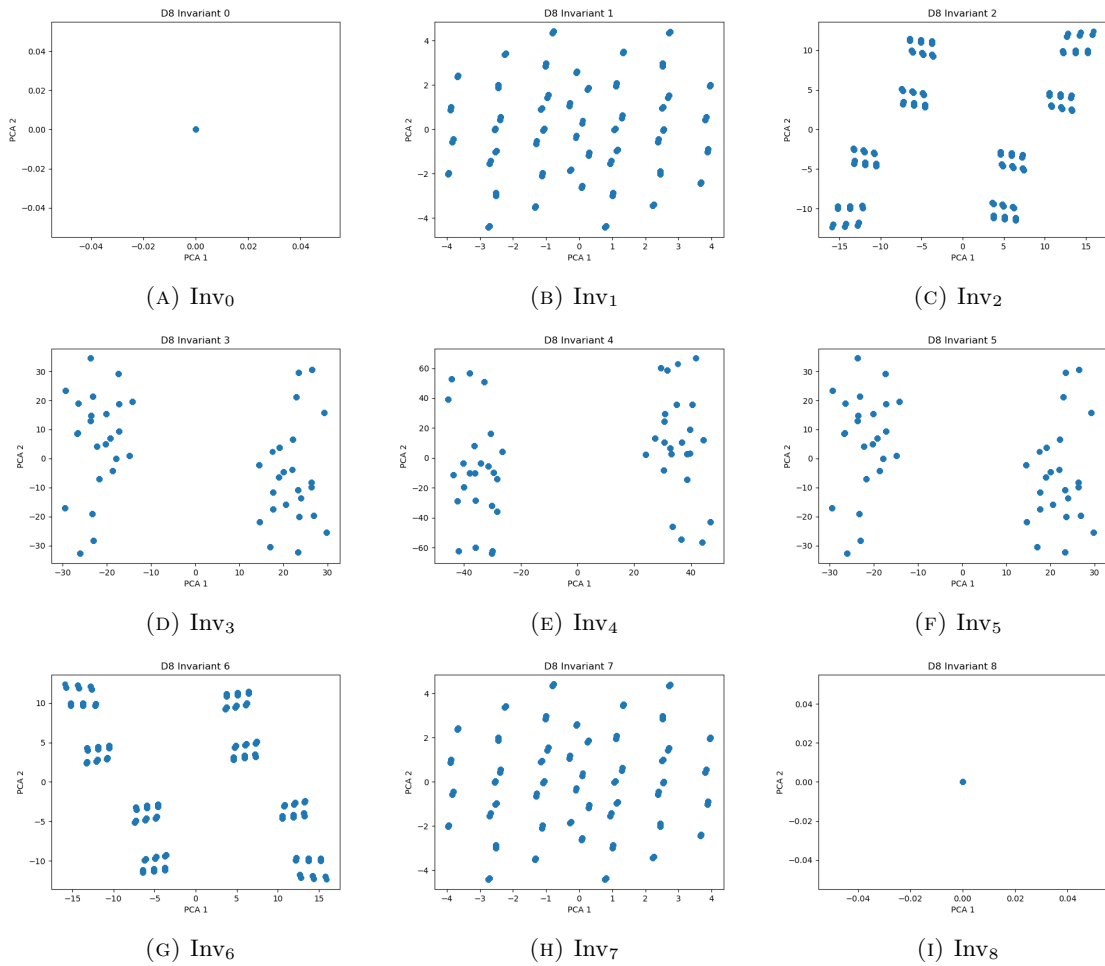 D8 Invariant 0
0.04
0.02
0.00
−0.02
−0.04
PCA 2
−0.04 −0.02 0.00 0.02 0.04
PCA 1
(A) Inv₀
D8 Invariant 1
4
2
0
−2
−4
PCA 2
−4 −3 −2 −1 0 1 2 3 4
PCA 1
(B) Inv₁
D8 Invariant 2
10
5
0
−5
−10
PCA 2
−15 −10 −5 0 5 10 15
PCA 1
(C) Inv₂
D8 Invariant 3
30
20
10
0
−10
−20
−30
PCA 2
−30 −20 −10 0 10 20 30
PCA 1
(D) Inv₃
D8 Invariant 4
60
40
20
0
−20
−40
−60
PCA 2
−40 −20 0 20 40
PCA 1
(E) Inv₄
D8 Invariant 5
30
20
10
0
−10
−20
−30
PCA 2
−30 −20 −10 0 10 20 30
PCA 1
(F) Inv₅
D8 Invariant 6
10
5
0
−5
−10
PCA 2
−15 −10 −5 0 5 10 15
PCA 1
(G) Inv₆
D8 Invariant 7
4
2
0
−2
−4
PCA 2
−4 −3 −2 −1 0 1 2 3 4
PCA 1
(H) Inv₇
D8 Invariant 8
0.04
0.02
0.00
−0.02
−0.04
PCA 2
−0.04 −0.02 0.00 0.02 0.04
PCA 1
(I) Inv₈